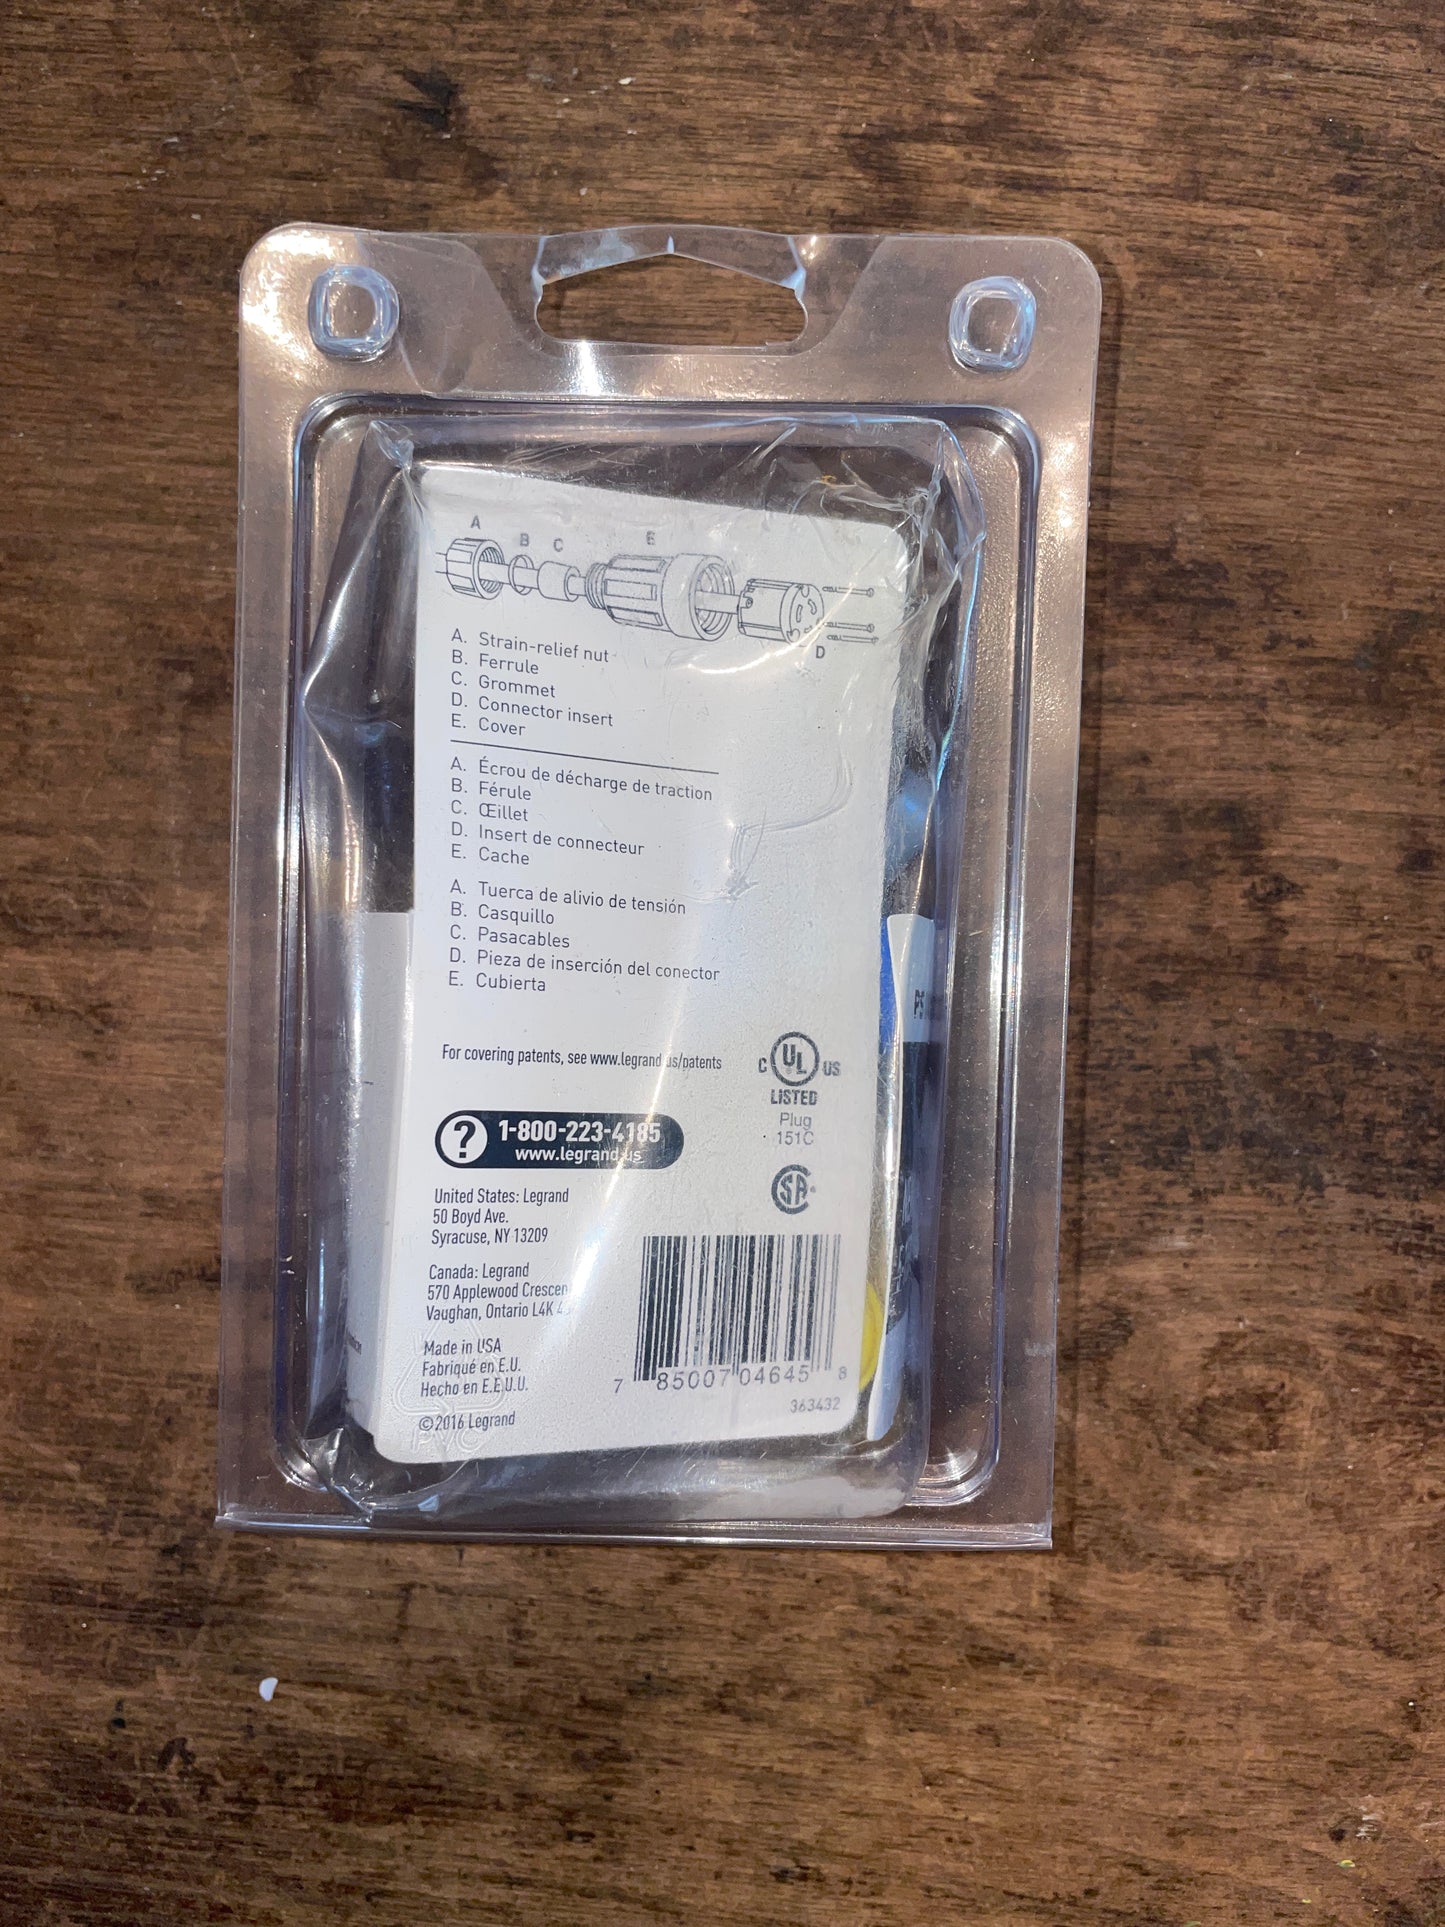 A
B
C
E
D
A. Strain-relief nut
B. Ferrule
C. Grommet
D. Connector insert
E. Cover
A. Écrou de décharge de traction
B. Férule
C. Œillet
D. Insert de connecteur
E. Cache
A. Tuerca de alivio de tensión
B. Casquillo
C. Pasacables
D. Pieza de inserción del conector
E. Cubierta
For covering patents, see www.legrand.us/patents
C UL US
LISTED
Plug
151C
? 1-800-223-4185
www.legrand.us
SA
United States: Legrand
50 Boyd Ave.
Syracuse, NY 13209
Canada: Legrand
570 Applewood Crescen
Vaughan, Ontario L4K
Made in USA
Fabriqué en E.U.
Hecho en E.E.U.U.
©2016 Legrand
PVC
7 85007 04645 8
363432